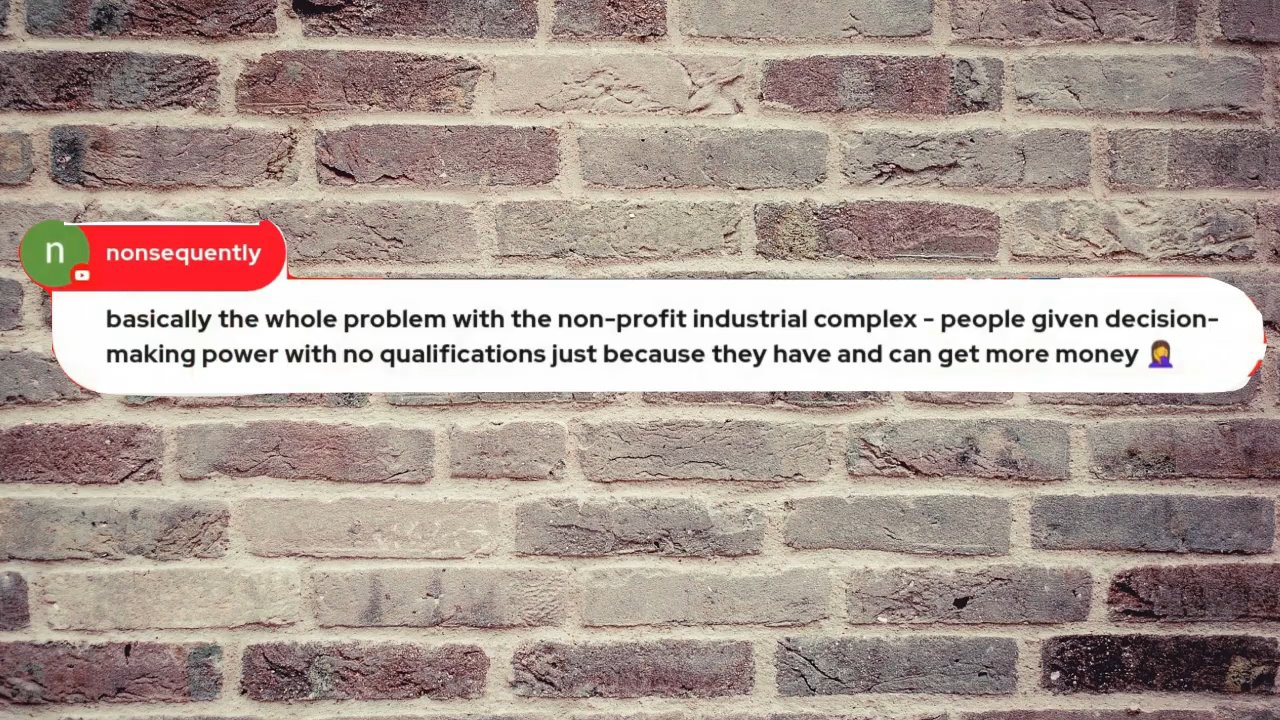 n
nonsequently
basically the whole problem with the non-profit industrial complex - people given decision-
making power with no qualifications just because they have and can get more money 🤦‍♀️